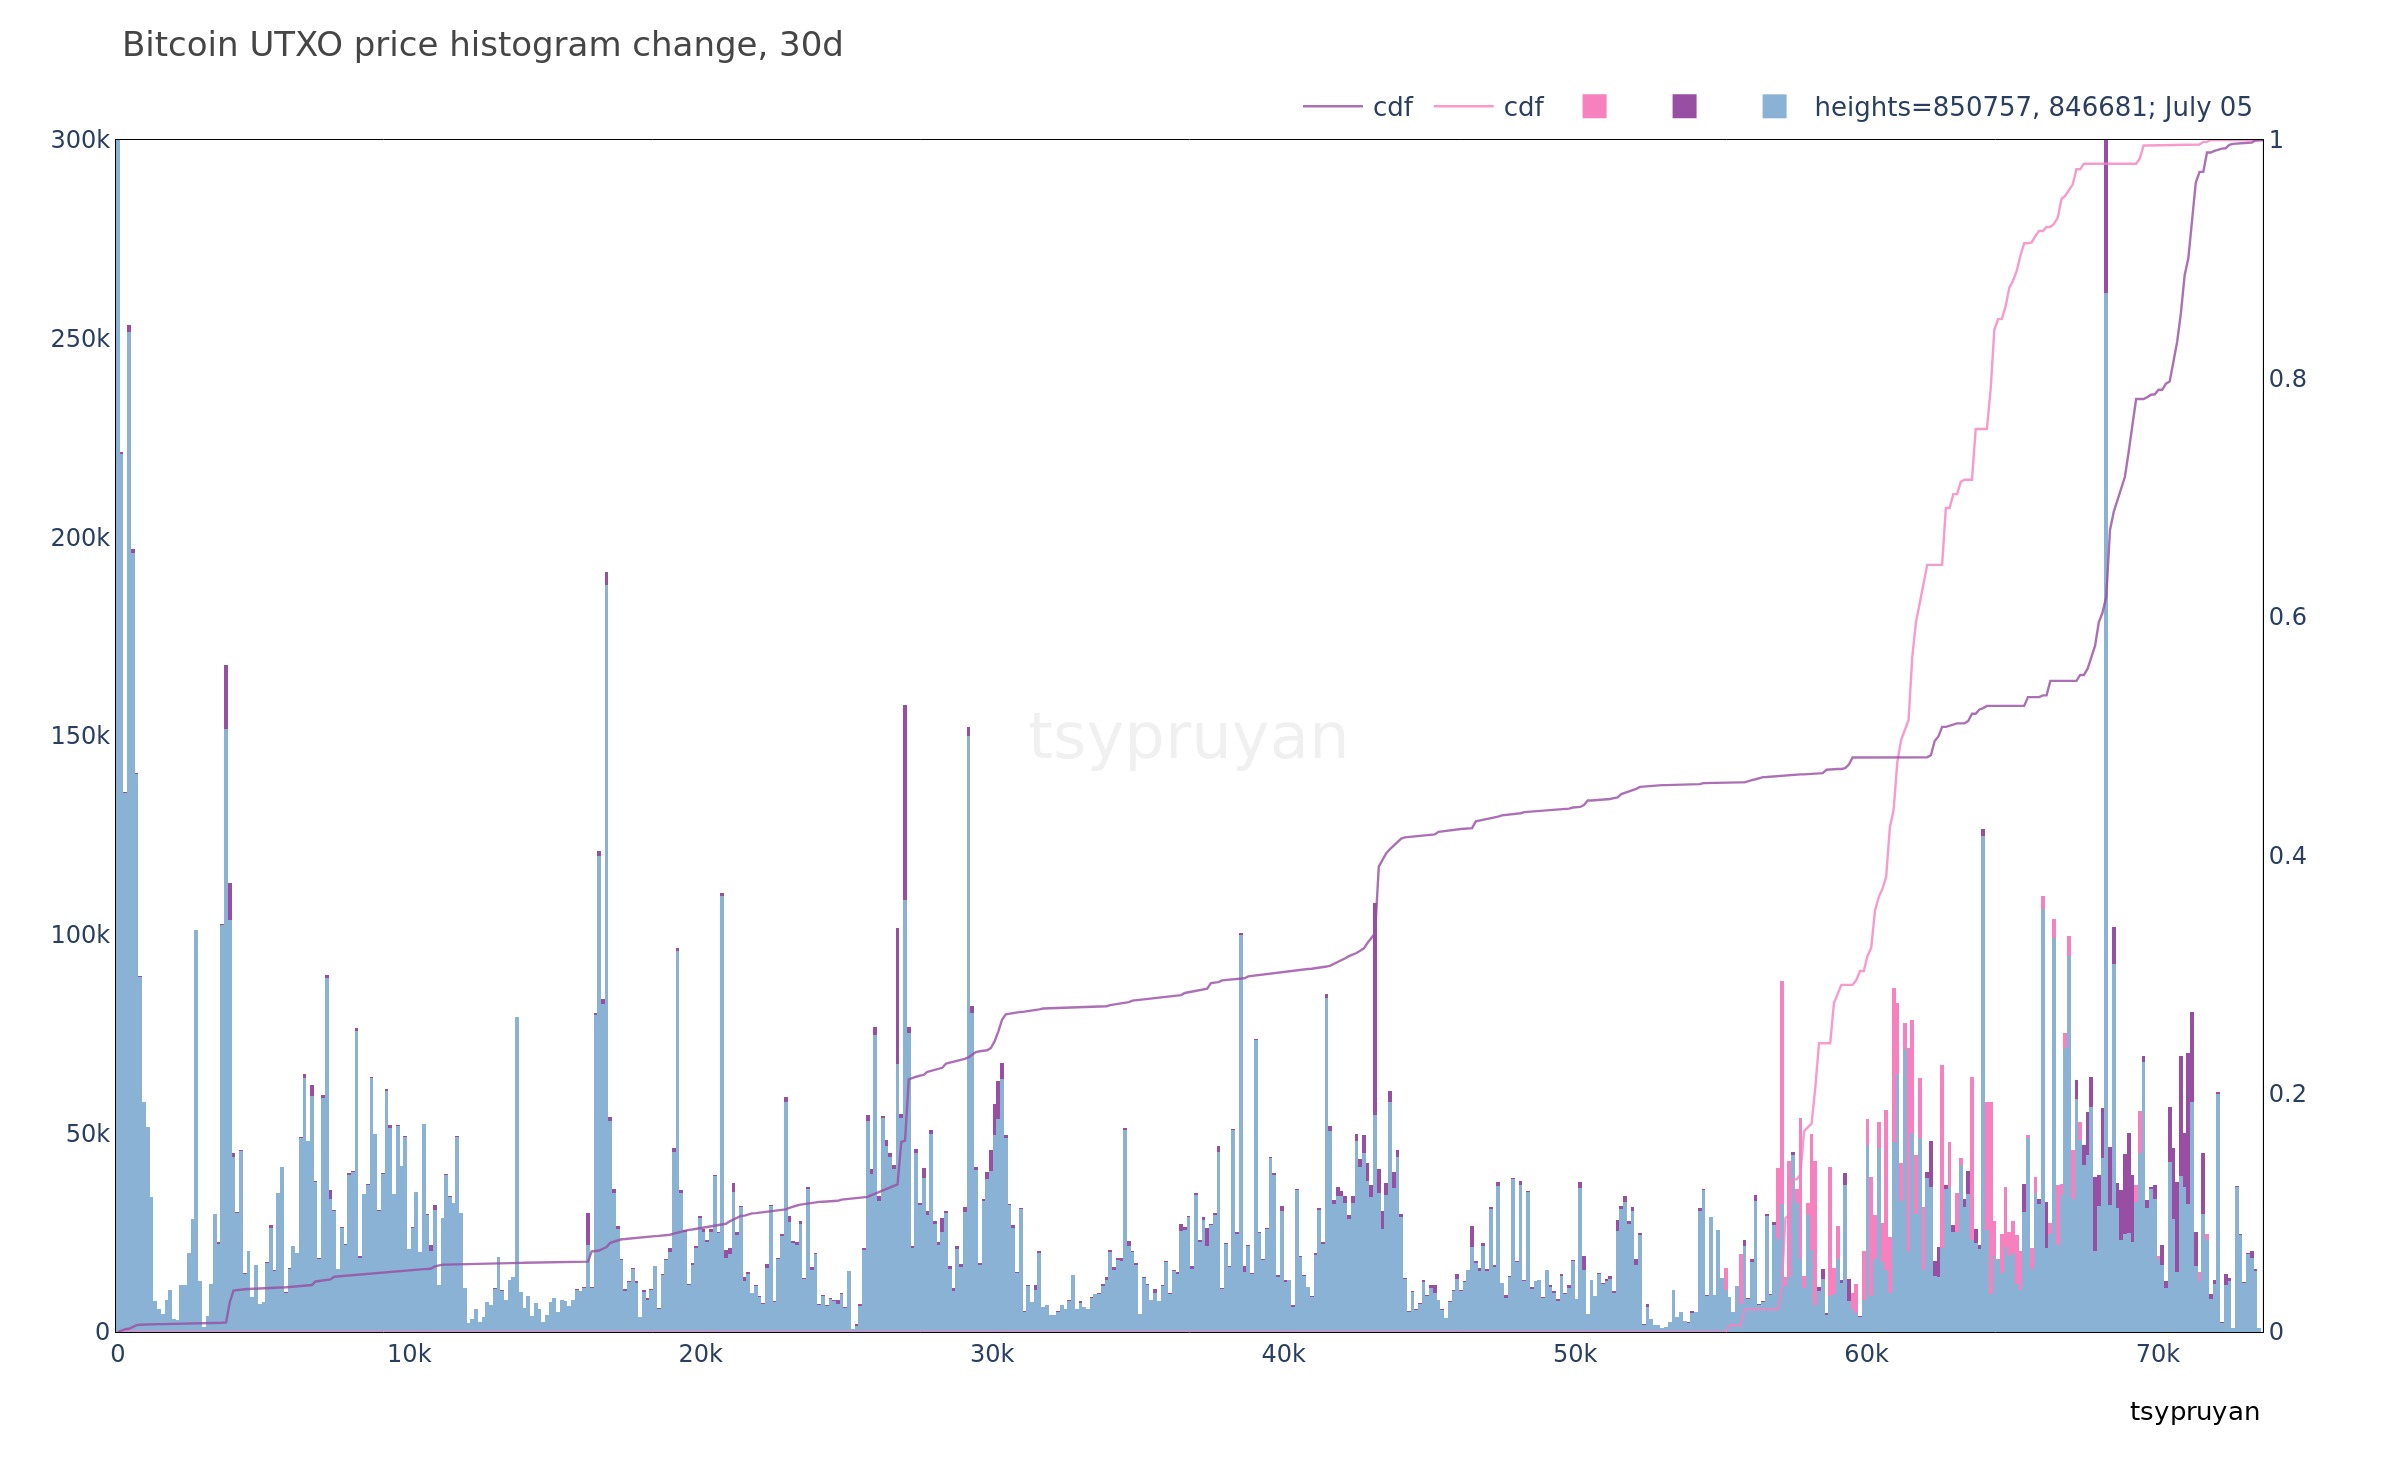 Bitcoin UTXO price histogram change, 30d
cdf cdf heights=850757, 846681; July 05
300k 1
250k
0.8
200k
0.6
150k
tsypruyan
0.4
100k
0.2
50k
0 0
0 10k 20k 30k 40k 50k 60k 70k
tsypruyan